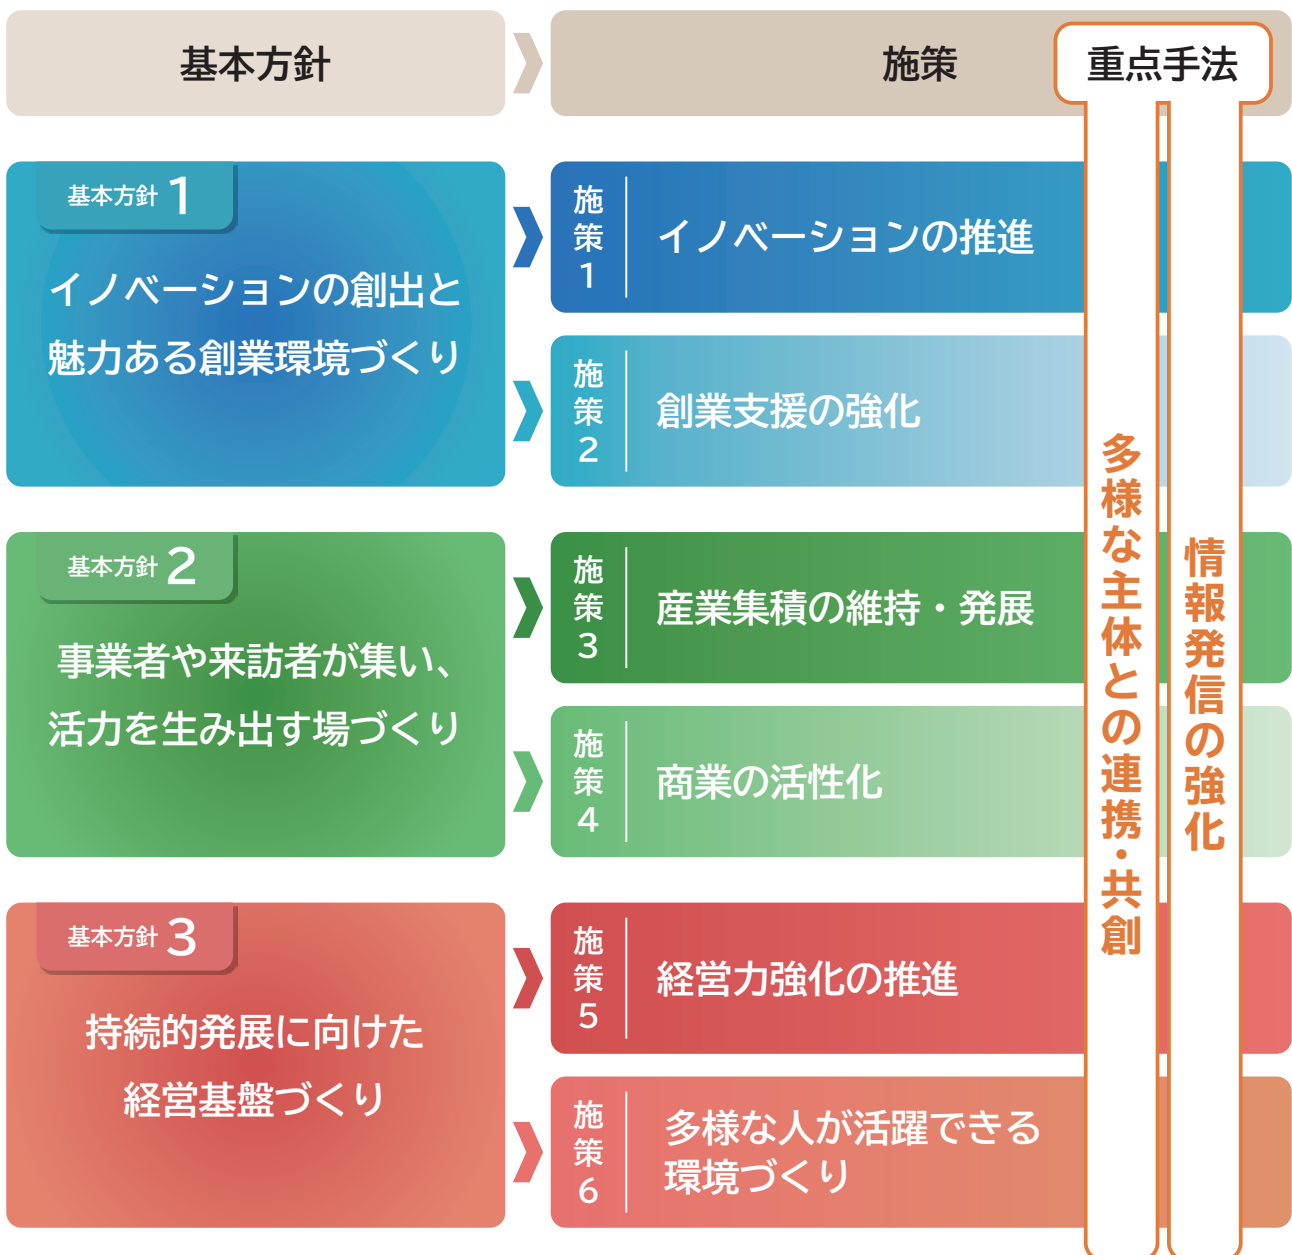 基本方針
施策
重点手法
基本方針 1
イノベーションの創出と
魅力ある創業環境づくり
施策1
イノベーションの推進
施策2
創業支援の強化
基本方針 2
事業者や来訪者が集い、
活力を生み出す場づくり
施策3
産業集積の維持・発展
施策4
商業の活性化
基本方針 3
持続的発展に向けた
経営基盤づくり
施策5
経営力強化の推進
施策6
多様な人が活躍できる
環境づくり
多様な主体との連携・共創
情報発信の強化